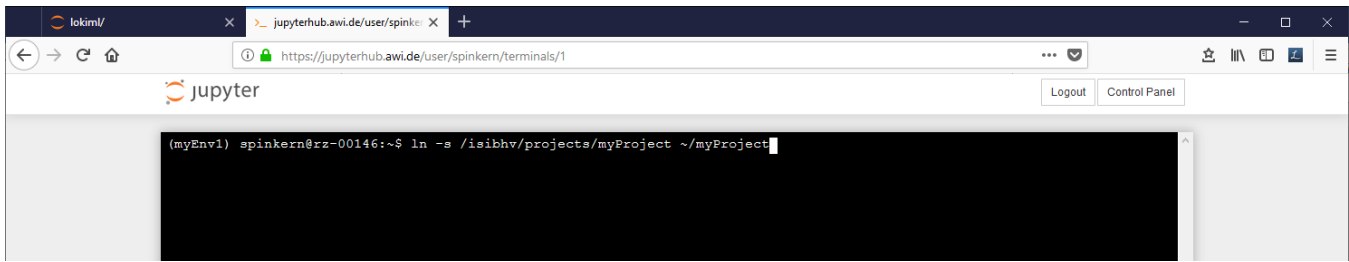 lokiml/
>_ jupyterhub.awi.de/user/spinker
https://jupyterhub.awi.de/user/spinkern/terminals/1
jupyter
Logout
Control Panel
(myEnv1) spinkern@rz-00146:~$ ln -s /isibhv/projects/myProject ~/myProject